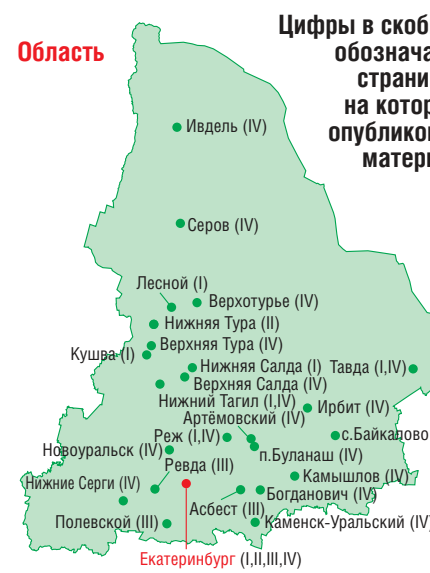 Область
Цифры в скоб
обознача
страни
на котор
опубликов
матери
Ивдель (IV)
Серов (IV)
Лесной (I)
Верхотурье (IV)
Нижняя Тура (II)
Верхняя Тура (IV)
Кушва (I)
Нижняя Салда (I)
Тавда (I,IV)
Верхняя Салда (IV)
Нижний Тагил (I,IV)
Ирбит (IV)
Артёмовский (IV)
Реж (I,IV)
с.Байкалово
Новоуральск (IV)
п.Буланаш (IV)
Ревда (III)
Камышлов (IV)
Нижние Серги (IV)
Богданович (IV)
Асбест (III)
Полевской (III)
Каменск-Уральский (IV)
Екатеринбург (I,II,III,IV)